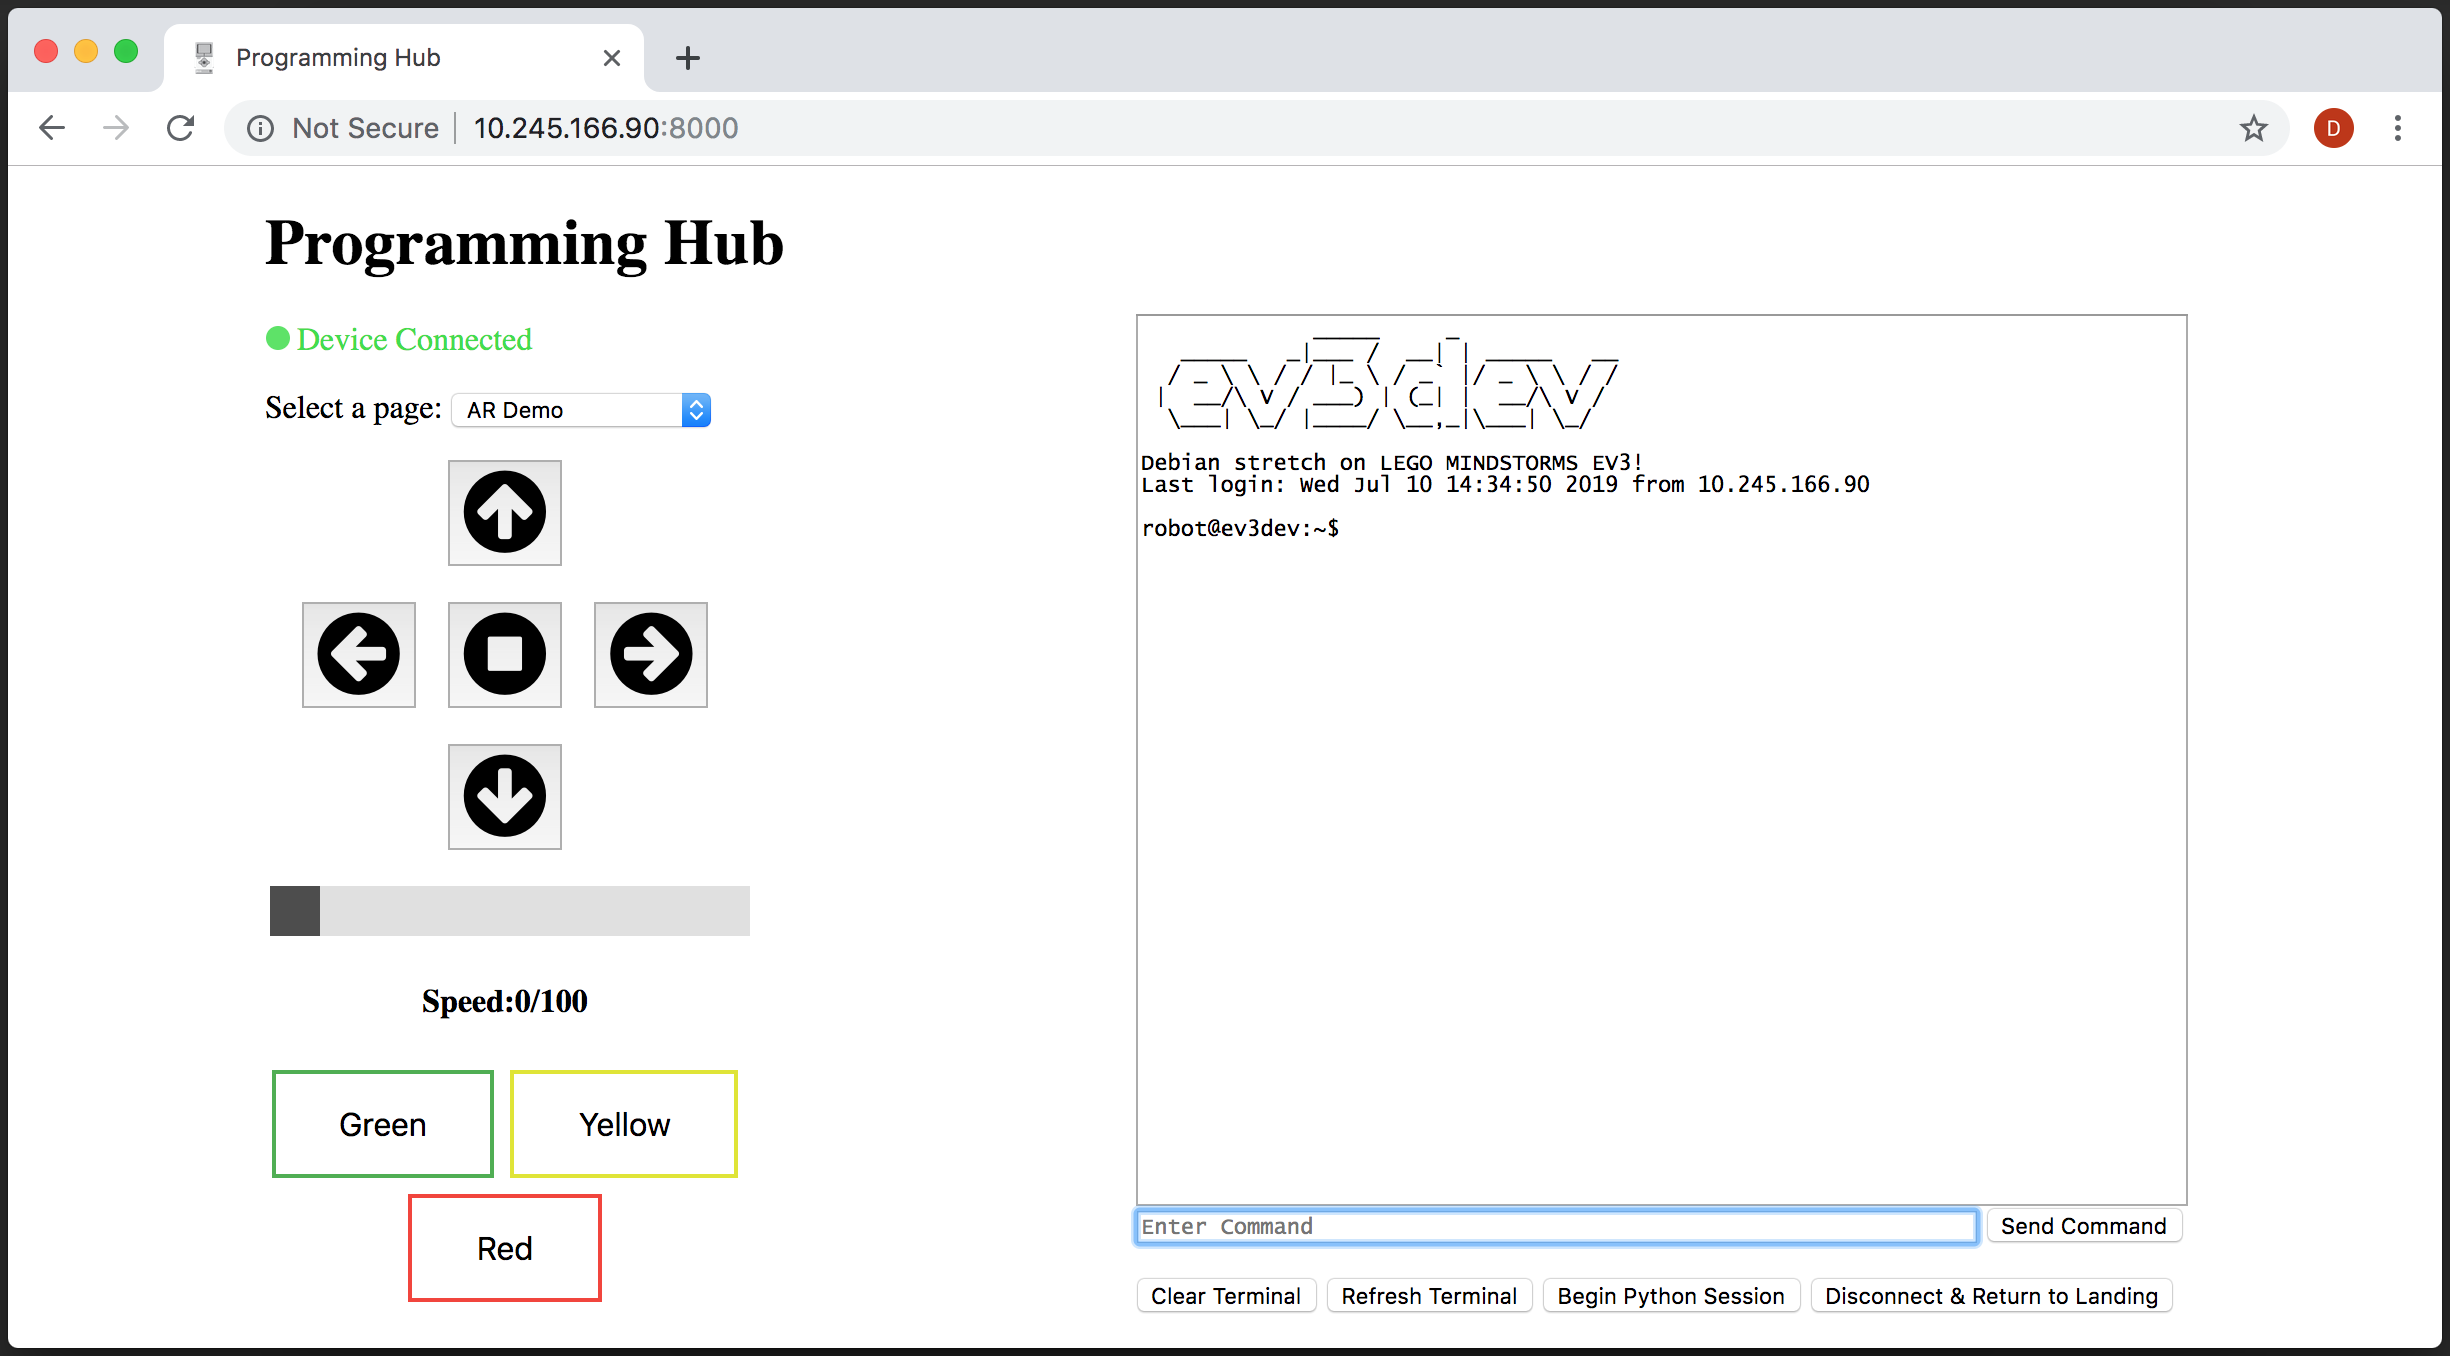 Programming Hub
Not Secure | 10.245.166.90:8000
D
Programming Hub
Device Connected
Select a page: AR Demo
Speed:0/100
Green
Yellow
Red
ev3dev
Debian stretch on LEGO MINDSTORMS EV3!
Last login: Wed Jul 10 14:34:50 2019 from 10.245.166.90
robot@ev3dev:~$
Enter Command
Send Command
Clear Terminal
Refresh Terminal
Begin Python Session
Disconnect & Return to Landing